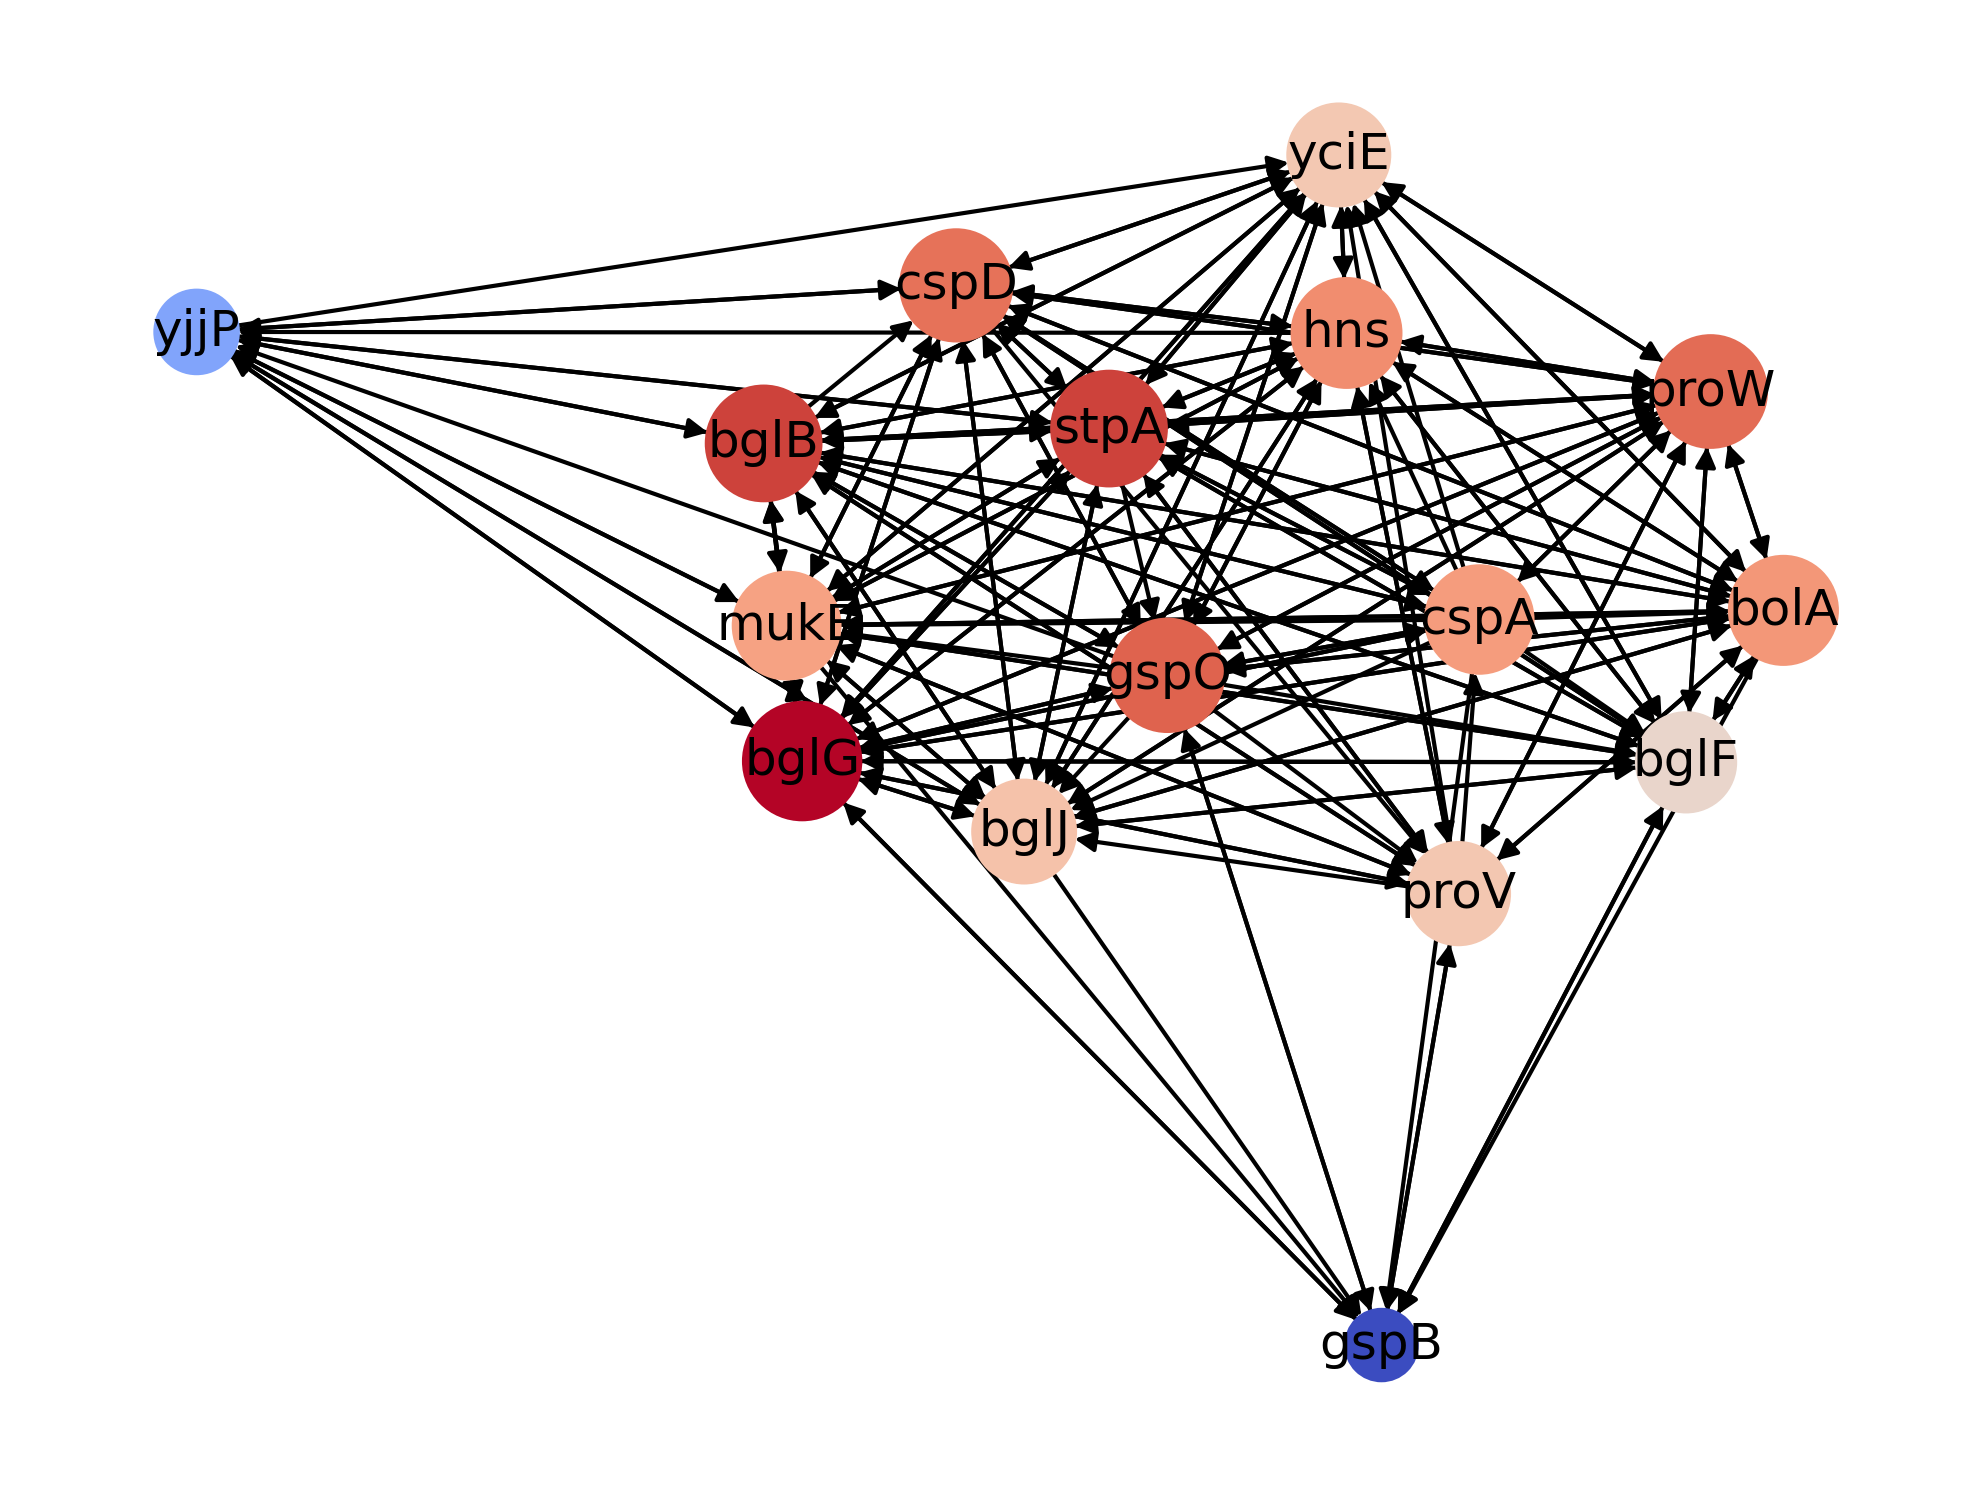 yciE
cspD
yjjP
hns
proW
bglB
stpA
mukE
cspA
bolA
gspO
bglG
bglF
bglJ
proV
gspB